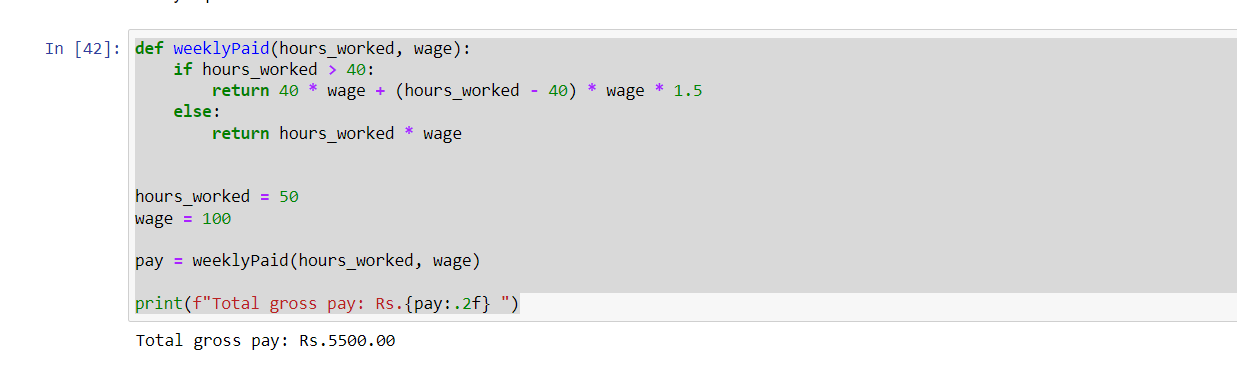 In [42]: def weeklyPaid(hours_worked, wage):
    if hours_worked > 40:
        return 40 * wage + (hours_worked - 40) * wage * 1.5
    else:
        return hours_worked * wage
hours_worked = 50
wage = 100
pay = weeklyPaid(hours_worked, wage)
print(f"Total gross pay: Rs.{pay:.2f} ")
Total gross pay: Rs.5500.00